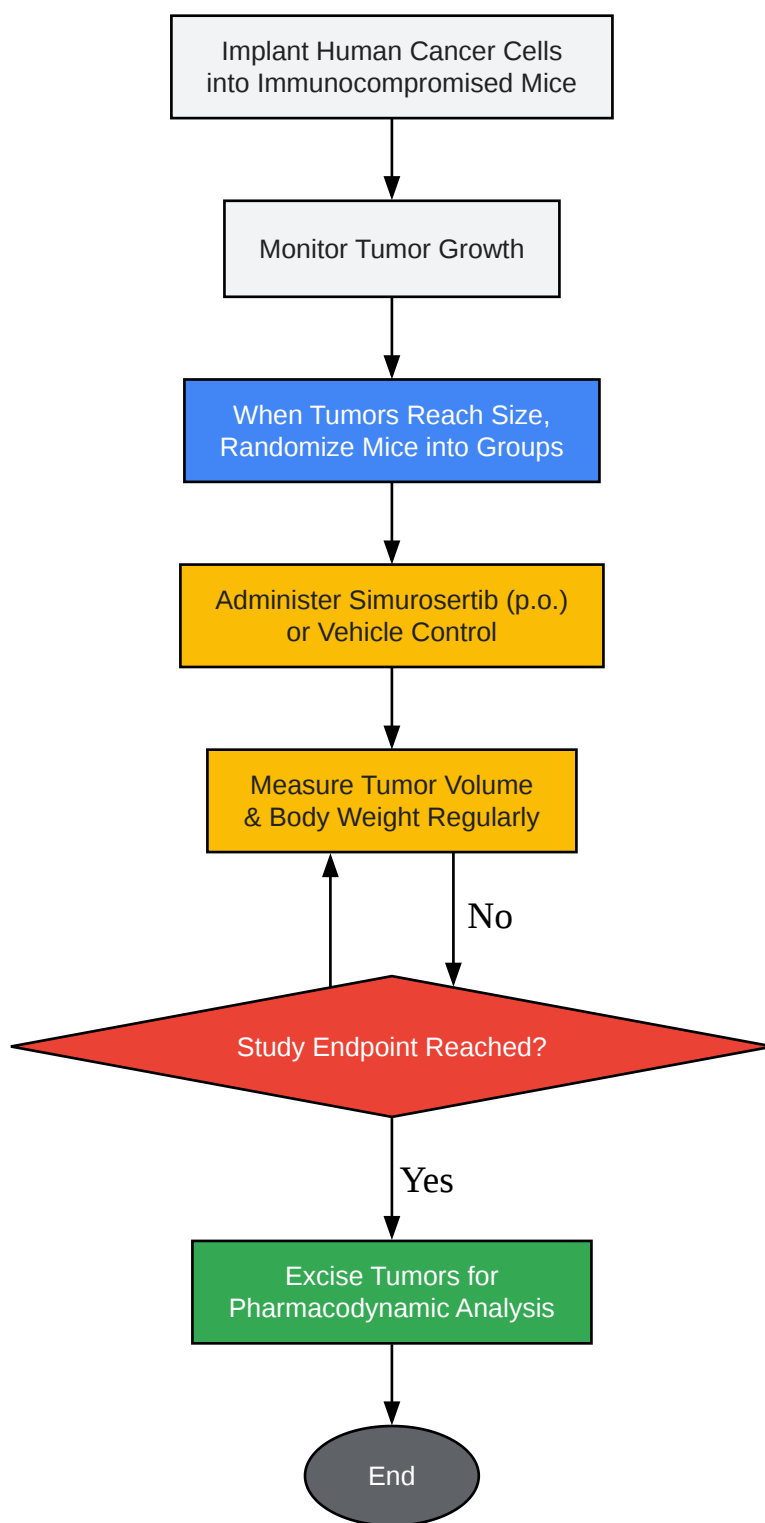 Implant Human Cancer Cells
into Immunocompromised Mice
Monitor Tumor Growth
When Tumors Reach Size,
Randomize Mice into Groups
Administer Simurosertib (p.o.)
or Vehicle Control
Measure Tumor Volume
& Body Weight Regularly
No
Study Endpoint Reached?
Yes
Excise Tumors for
Pharmacodynamic Analysis
End